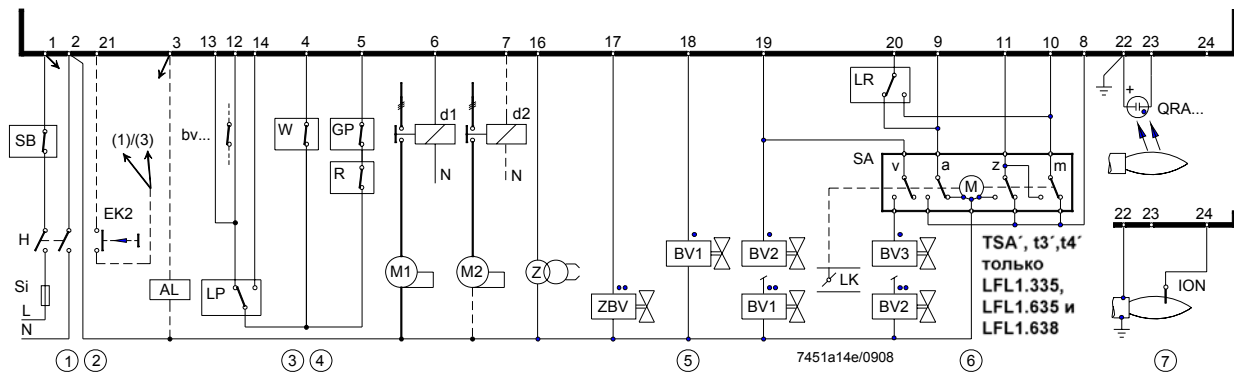 1 2 21 3 13 12 14 4 5 6 7 16 17 18 19 20 9 11 10 8 22 23 24
SB
(1)/(3)
bv...
W
GP
R
d1
d2
N
N
LR
+
QRA...
SA
v a z m
M
EK2
H
Si
L
N
AL
LP
M1
M2
Z
ZBV
BV1
BV2
BV1
LK
BV3
BV2
TSA´, t3´,t4´
только
LFL1.335,
LFL1.635 и
LFL1.638
22 23 24
ION
1 2 3 4 5 7451a14e/0908 6 7